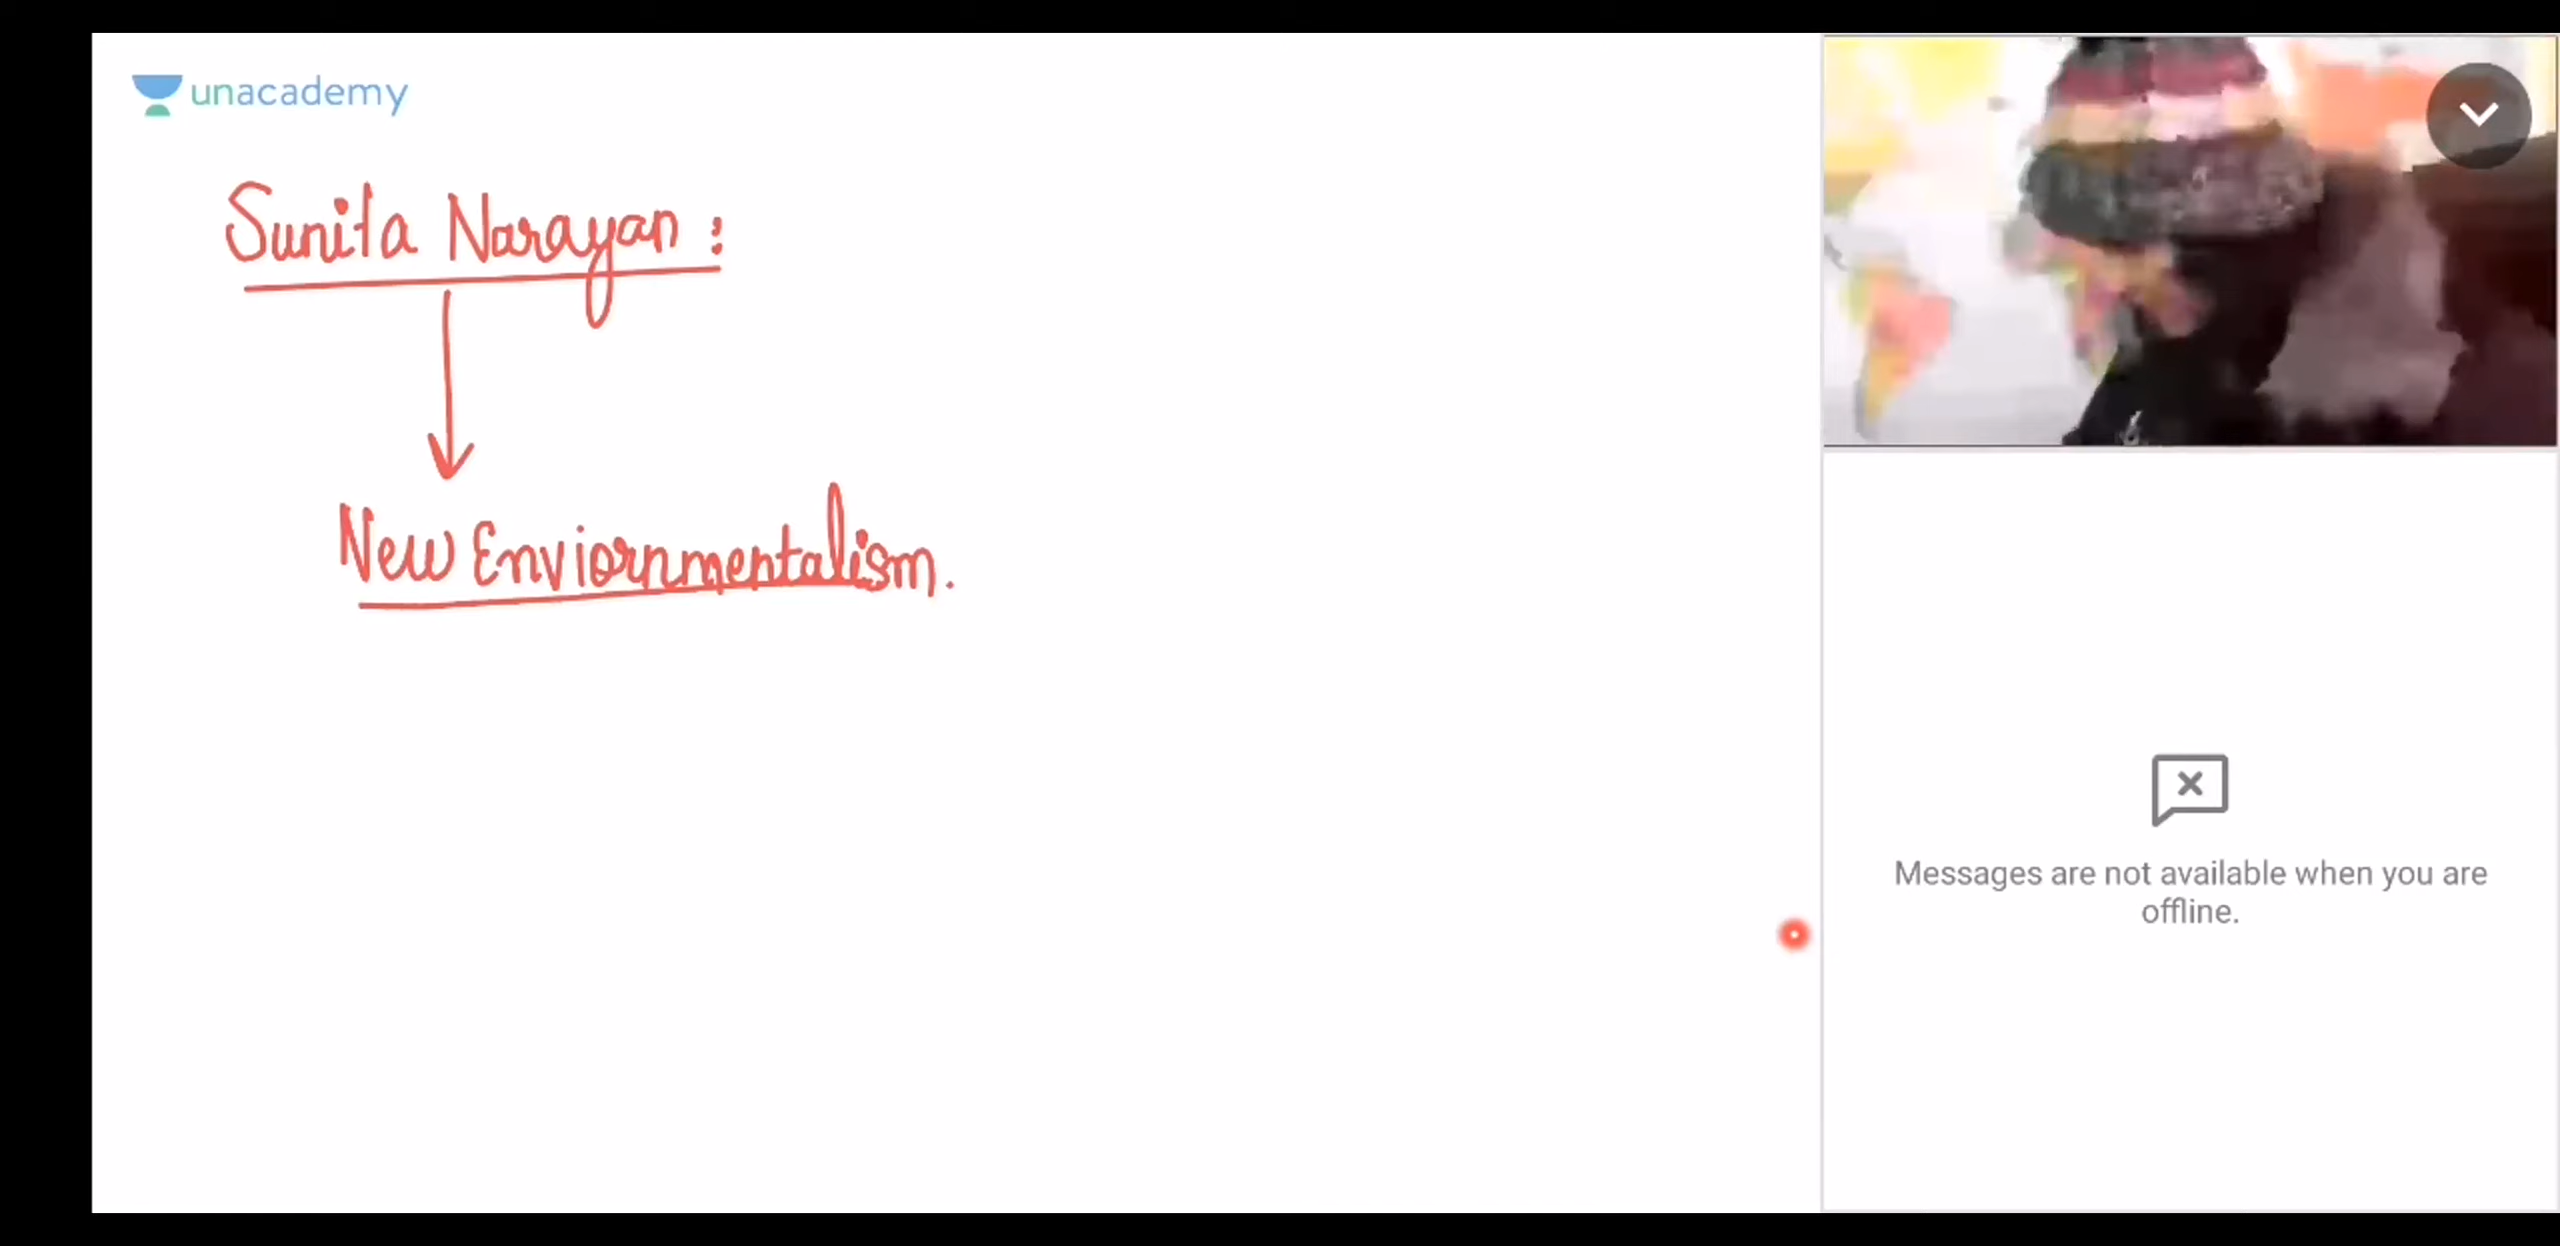 unacademy
Sunita Narayan :
New Enviornmentalism.
Messages are not available when you are
offline.